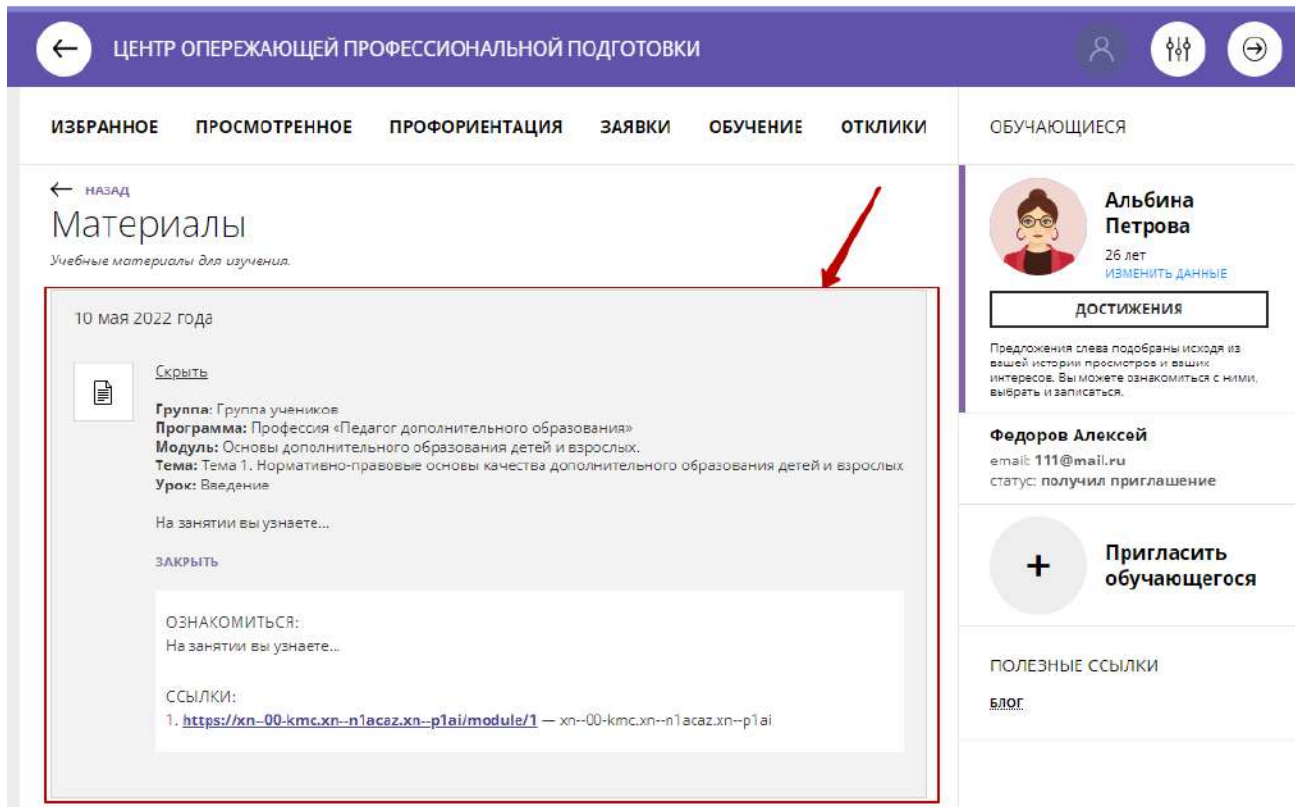 ЦЕНТР ОПЕРЕЖАЮЩЕЙ ПРОФЕССИОНАЛЬНОЙ ПОДГОТОВКИ
ИЗБРАННОЕ ПРОСМОТРЕННОЕ ПРОФОРИЕНТАЦИЯ ЗАЯВКИ ОБУЧЕНИЕ ОТКЛИКИ
НАЗАД
Материалы
Учебные материалы для изучения.
10 мая 2022 года
Скрыть
Группа: Группа учеников
Программа: Профессия «Педагог дополнительного образования»
Модуль: Основы дополнительного образования детей и взрослых.
Тема: Тема 1. Нормативно-правовые основы качества дополнительного образования детей и взрослых
Урок: Введение
На занятии вы узнаете...
ЗАКРЫТЬ
ОЗНАКОМИТЬСЯ:
На занятии вы узнаете...
ССЫЛКИ:
1. https://xn--00-kmc.xn--n1acaz.xn--p1ai/module/1 — xn--00-kmc.xn--n1acaz.xn--p1ai
ОБУЧАЮЩИЕСЯ
Альбина
Петрова
26 лет
ИЗМЕНИТЬ ДАННЫЕ
ДОСТИЖЕНИЯ
Предложения слева подобраны исходя из
вашей истории просмотров и ваших
интересов. Вы можете ознакомиться с ними,
выбрать и записаться.
Федоров Алексей
email: 111@mail.ru
статус: получил приглашение
+
Пригласить
обучающегося
ПОЛЕЗНЫЕ ССЫЛКИ
БЛОГ